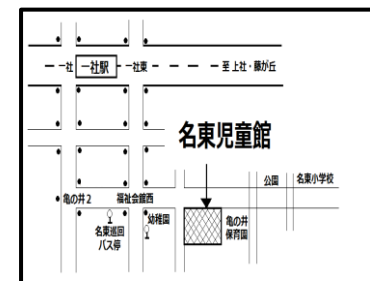 一社 一社駅 一社東 至 上社・藤が丘
名東児童館
公園 名東小学校
亀の井2 福祉会館西
幼稚園 亀の井
保育園
名東巡回
バス停